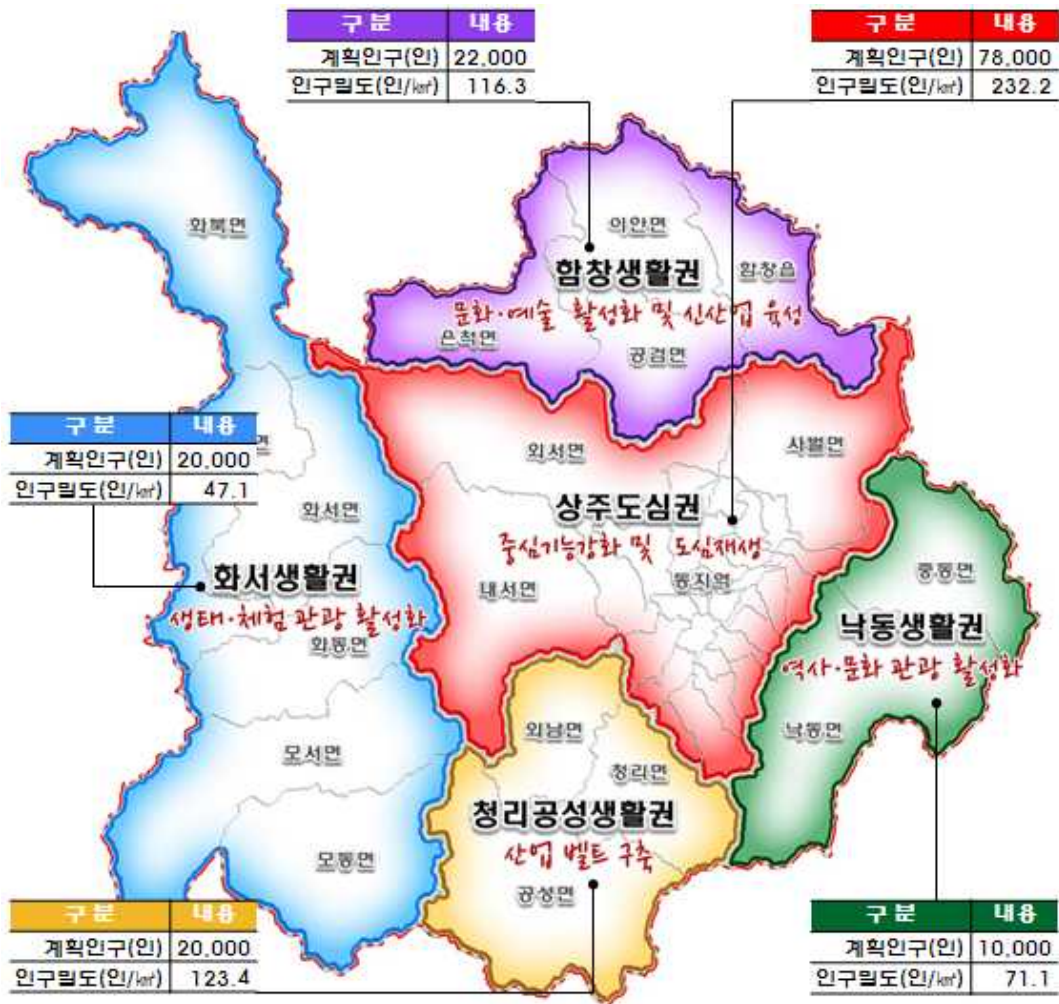 구 분 내용
계획인구(인) 22,000
인구밀도(인/㎢) 116.3
구 분 내용
계획인구(인) 78,000
인구밀도(인/㎢) 232.2
화북면
이안면
함창생활권
함창읍
문화·예술 활성화 및 신산업 육성
은척면
공검면
구 분 내용
계획인구(인) 20,000
인구밀도(인/㎢) 47.1
면
화서면
외서면
사벌면
상주도심권
중심기능강화 및 도심재생
동지역
내서면
화서생활권
생태·체험 관광 활성화
화동면
중동면
낙동생활권
역사·문화 관광 활성화
낙동면
모서면
모동면
외남면
청리면
청리공성생활권
산업 벨트 구축
공성면
구 분 내용
계획인구(인) 20,000
인구밀도(인/㎢) 123.4
구 분 내용
계획인구(인) 10,000
인구밀도(인/㎢) 71.1